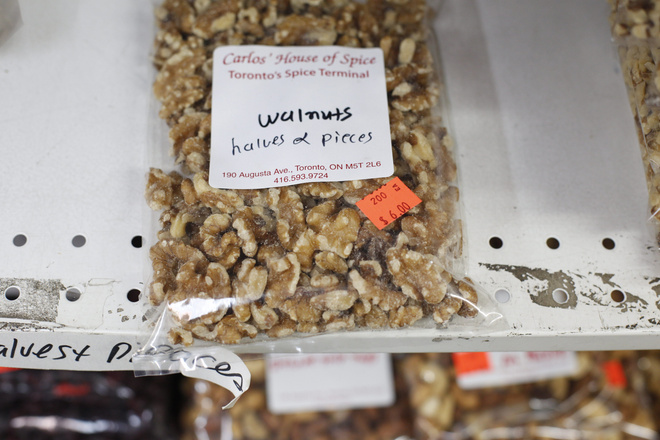 Carlos' House of Spice
Toronto's Spice Terminal
walnuts
halves & pieces
190 Augusta Ave., Toronto, ON M5T 2L6
416.593.9724
200
$ 6.00
alves & pieces